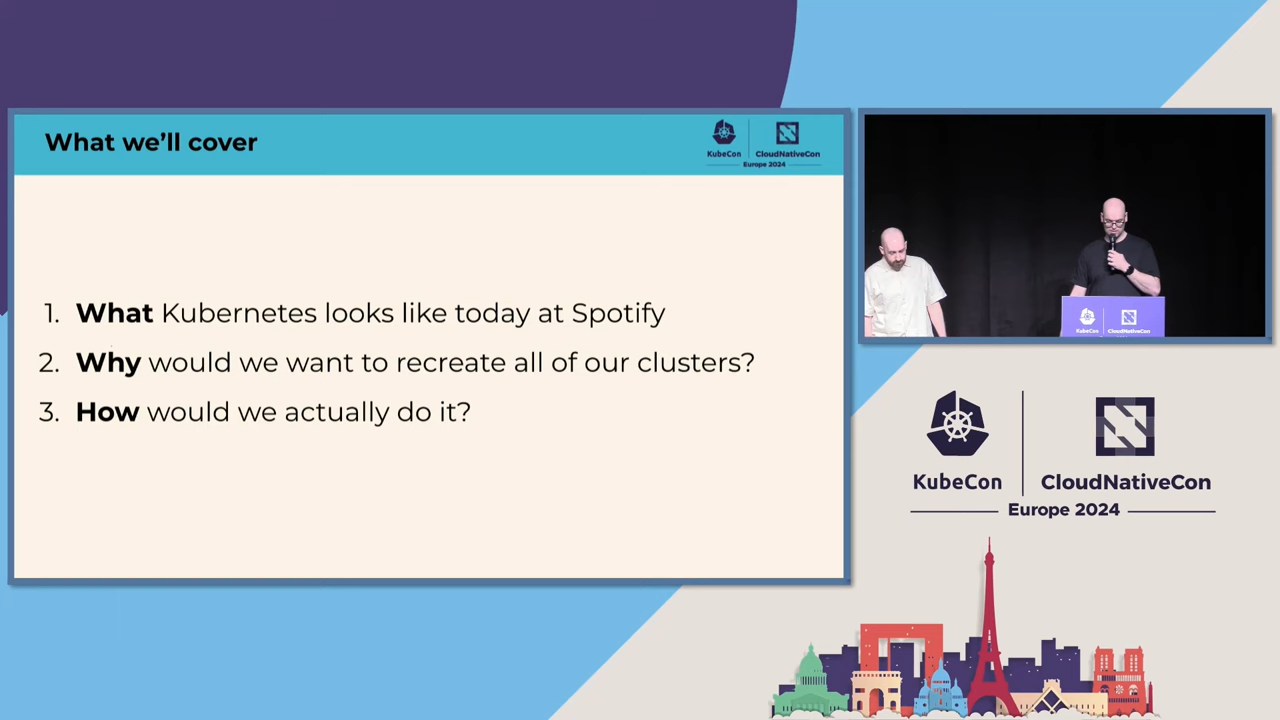 What we'll cover
KubeCon
CloudNativeCon
Europe 2024
1. What Kubernetes looks like today at Spotify
2. Why would we want to recreate all of our clusters?
3. How would we actually do it?
KubeCon
CloudNativeCon
KubeCon
CloudNativeCon
Europe 2024